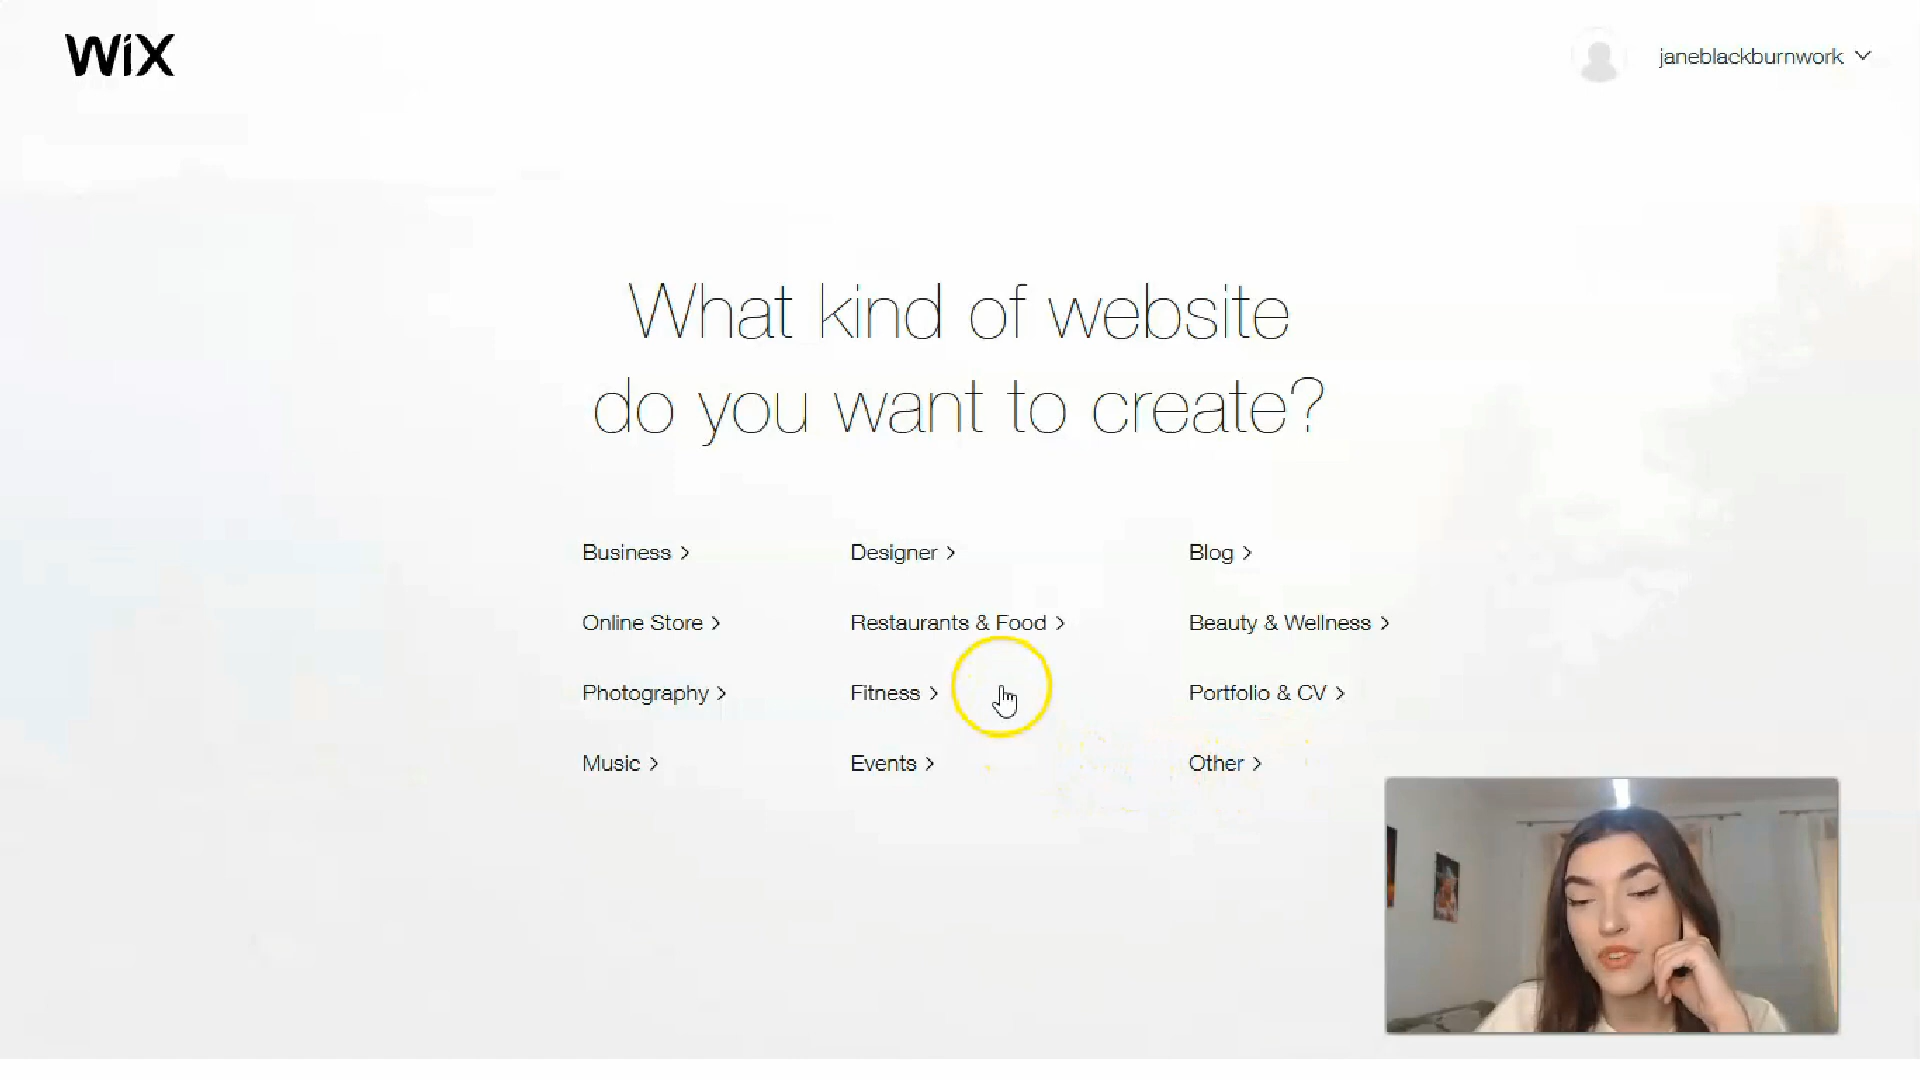 WiX
janeblackburnwork
What kind of website
do you want to create?
Business >
Designer >
Blog >
Online Store >
Restaurants & Food >
Beauty & Wellness >
Photography >
Fitness >
Portfolio & CV >
Music >
Events >
Other >